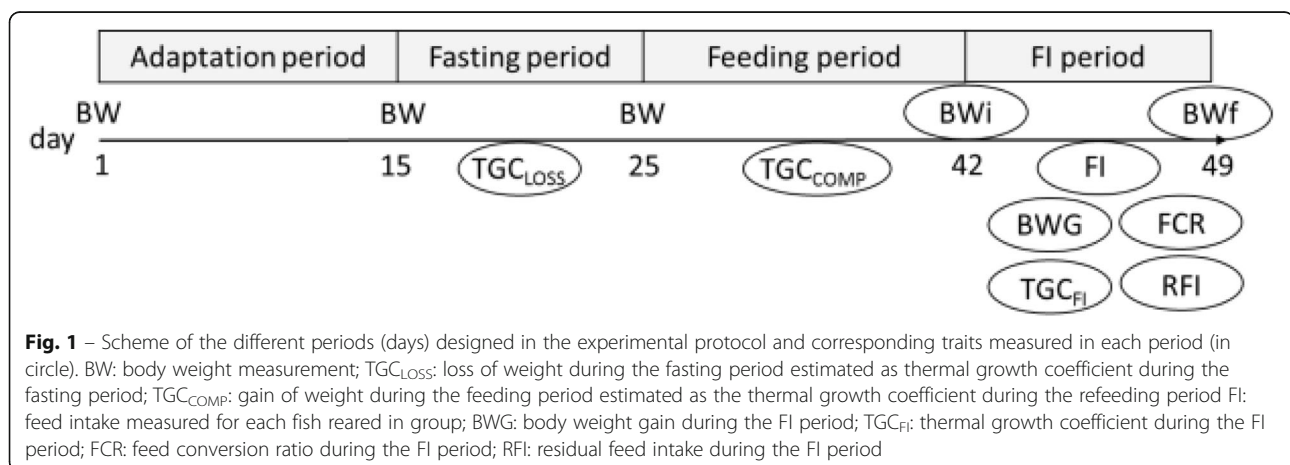 Adaptation period Fasting period Feeding period FI period
BW BW BW BWi BWf
day
1 15 TGCLOSS 25 TGCCOMP 42 FI 49
BWG FCR
TGCFI RFI
Fig. 1 – Scheme of the different periods (days) designed in the experimental protocol and corresponding traits measured in each period (in
circle). BW: body weight measurement; TGCLOSS: loss of weight during the fasting period estimated as thermal growth coefficient during the
fasting period; TGCCOMP: gain of weight during the feeding period estimated as the thermal growth coefficient during the refeeding period FI:
feed intake measured for each fish reared in group; BWG: body weight gain during the FI period; TGCFI: thermal growth coefficient during the FI
period; FCR: feed conversion ratio during the FI period; RFI: residual feed intake during the FI period